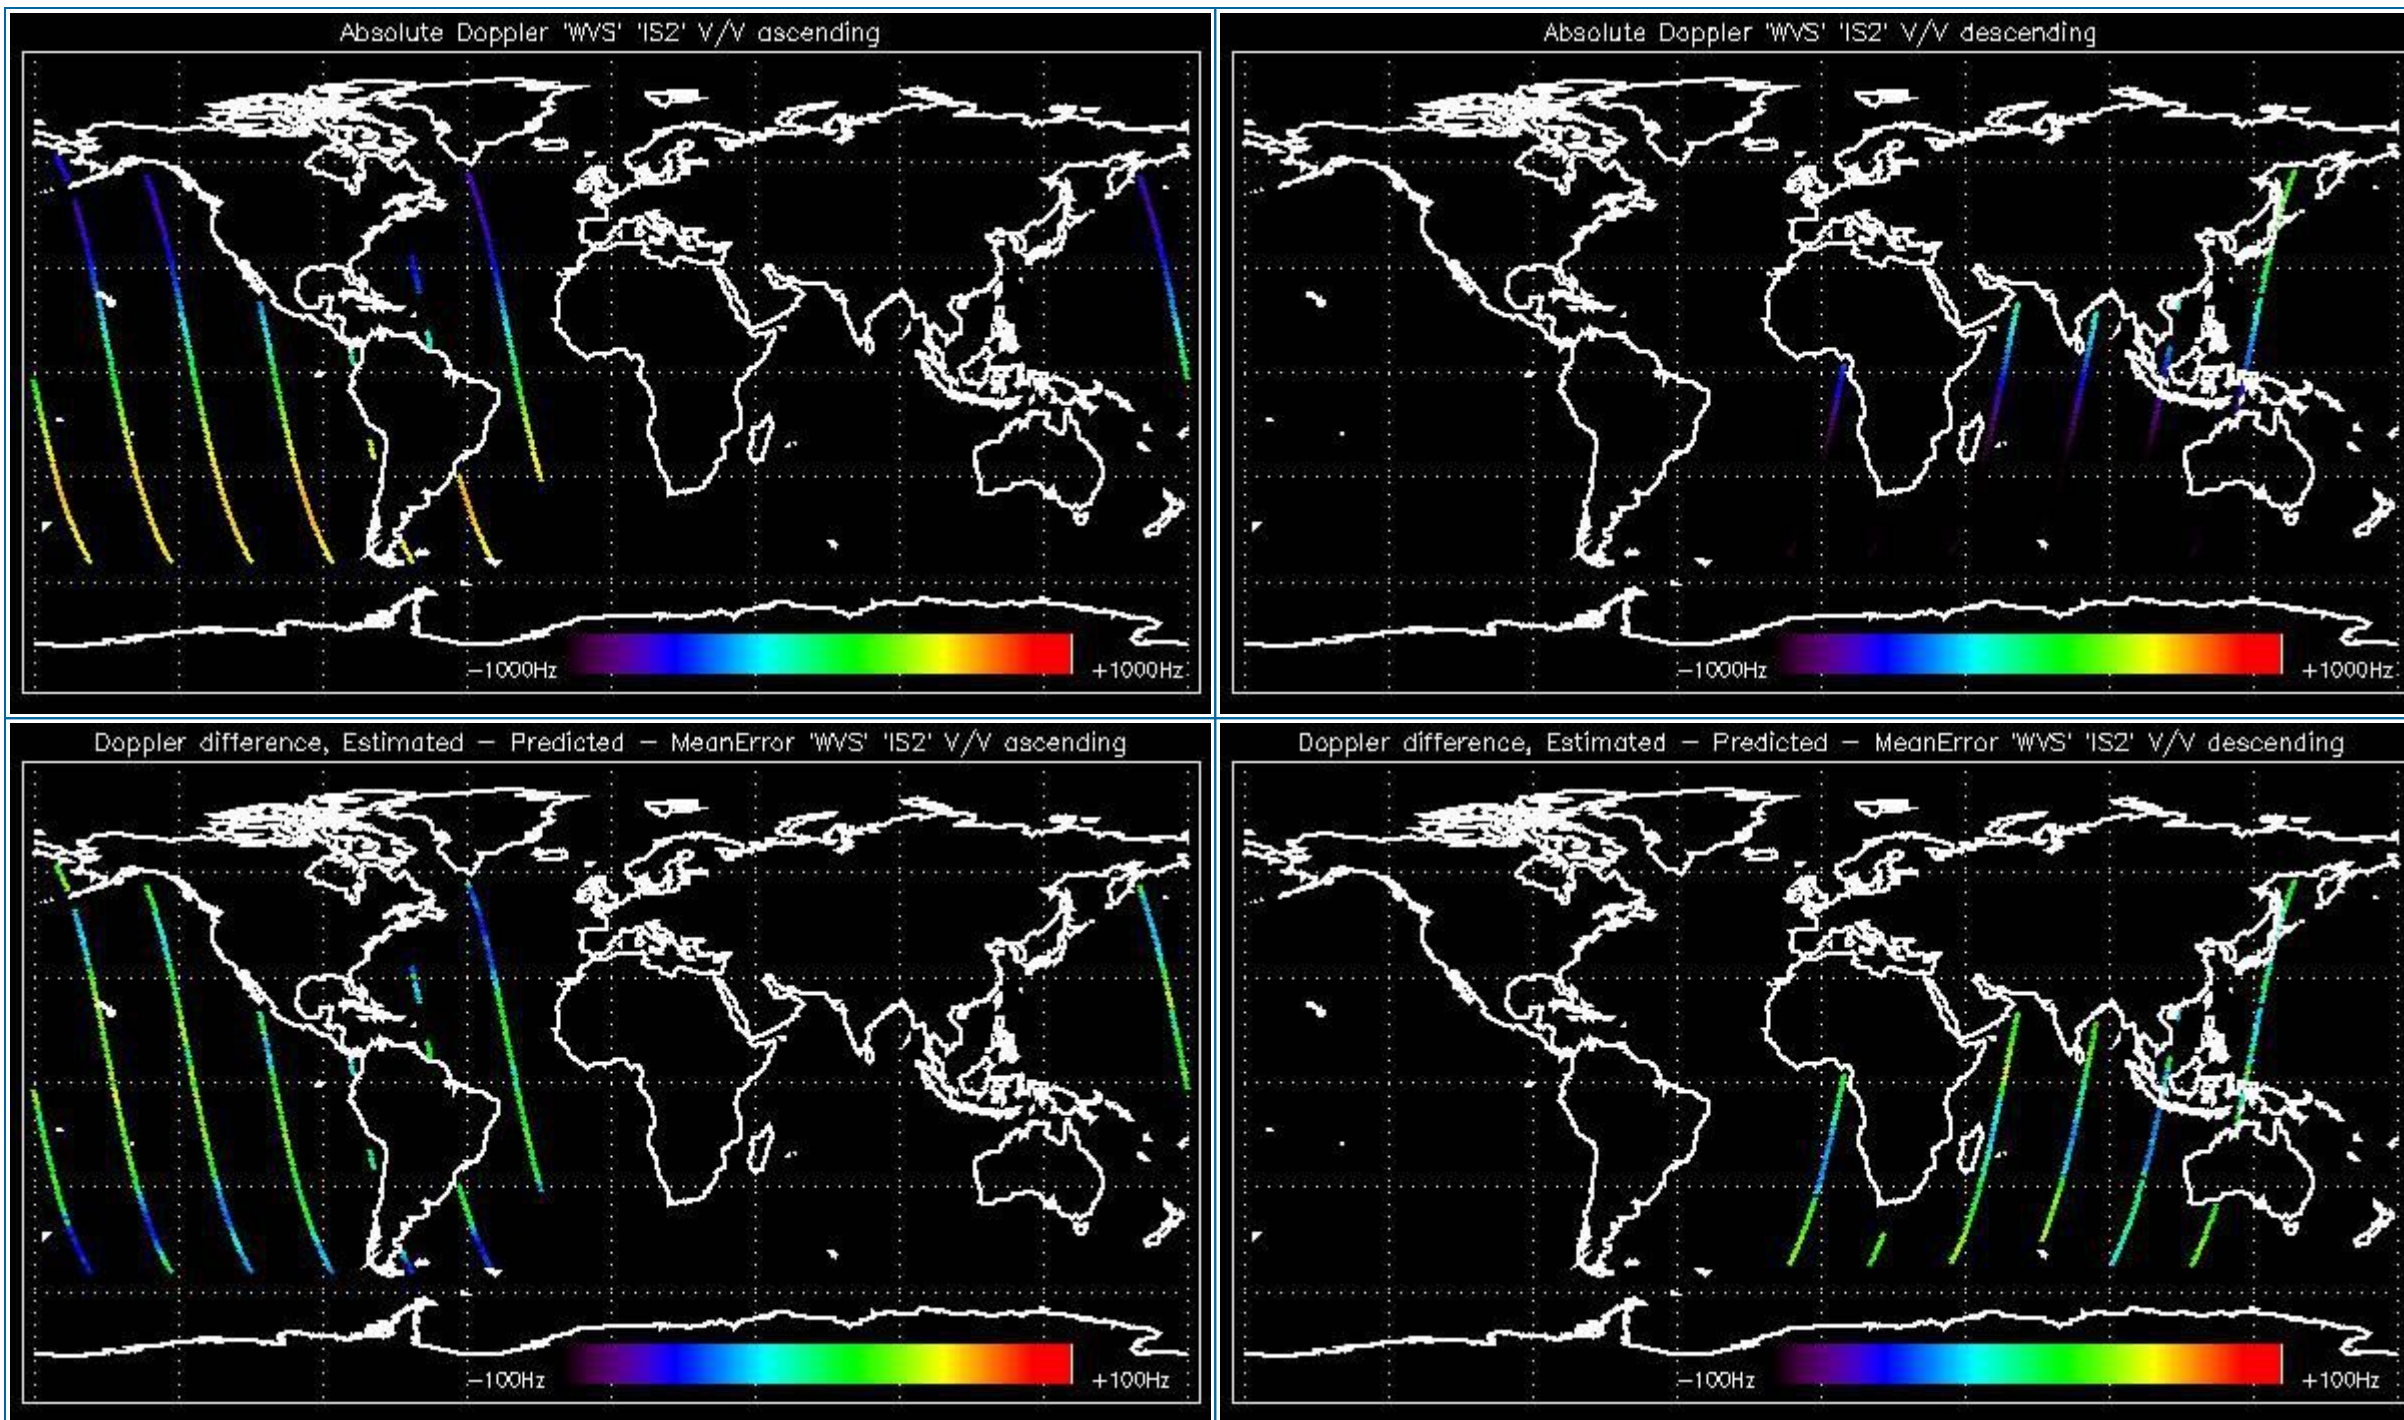 Absolute Doppler 'WVS' 'IS2' V/V ascending
-1000Hz
+1000Hz
Absolute Doppler 'WVS' 'IS2' V/V descending
-1000Hz
+1000Hz
Doppler difference, Estimated - Predicted - MeanError 'WVS' 'IS2' V/V ascending
-100Hz
+100Hz
Doppler difference, Estimated - Predicted - MeanError 'WVS' 'IS2' V/V descending
-100Hz
+100Hz